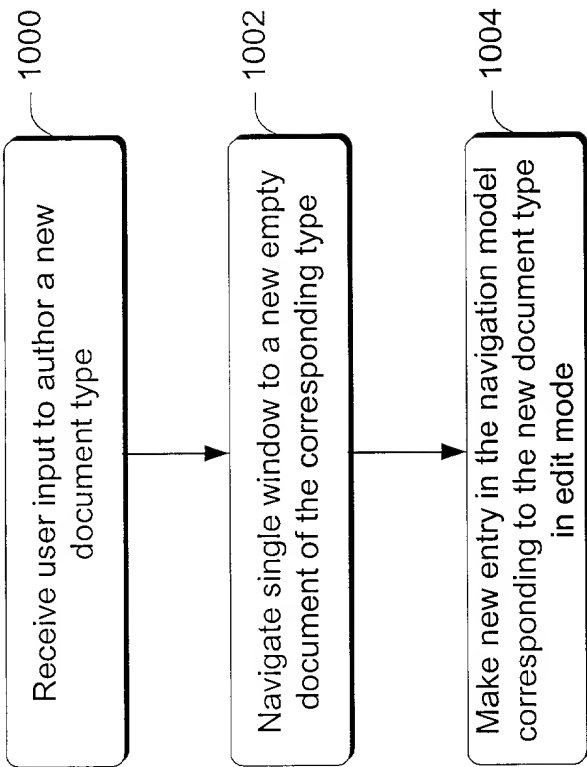 1000
Receive user input to author a new
document type
1002
Navigate single window to a new empty
document of the corresponding type
1004
Make new entry in the navigation model
corresponding to the new document type
in edit mode